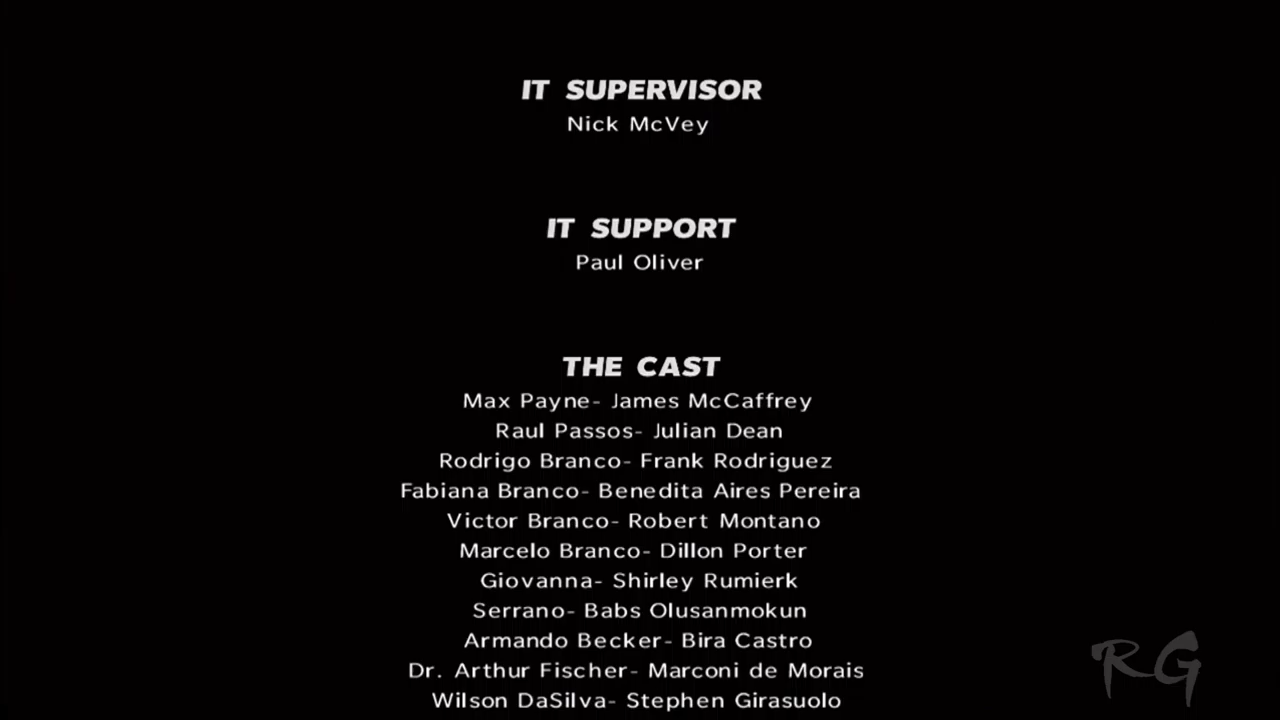 IT SUPERVISOR
Nick McVey
IT SUPPORT
Paul Oliver
THE CAST
Max Payne- James McCaffrey
Raul Passos- Julian Dean
Rodrigo Branco- Frank Rodriguez
Fabiana Branco- Benedita Aires Pereira
Victor Branco- Robert Montano
Marcelo Branco- Dillon Porter
Giovanna- Shirley Rumierk
Serrano- Babs Olusanmokun
Armando Becker- Bira Castro
Dr. Arthur Fischer- Marconi de Morais
Wilson DaSilva- Stephen Girasuolo
RG